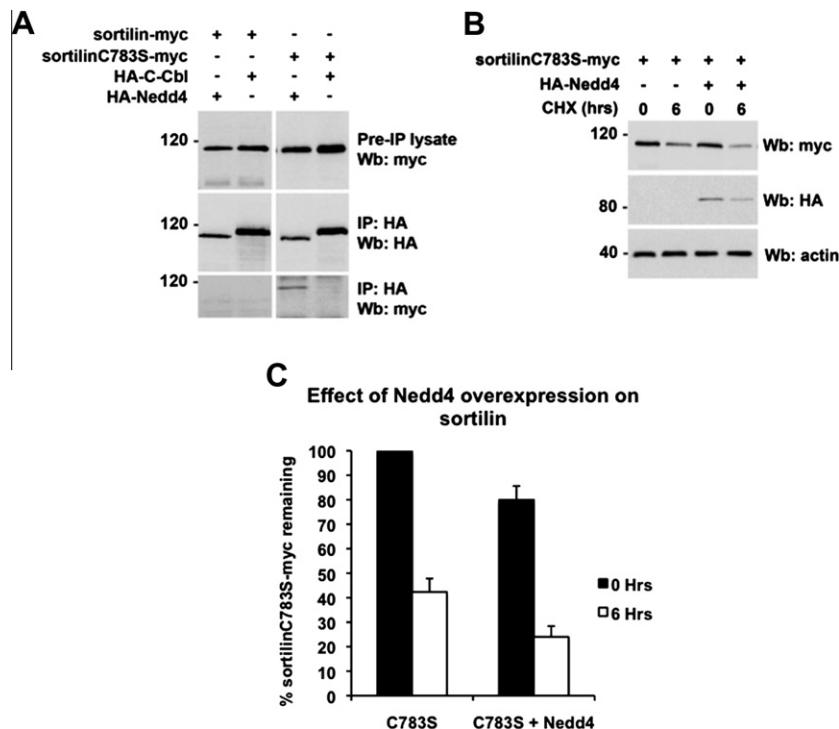 A
sortilin-myc + + - -
sortilinC783S-myc - - + +
HA-C-Cbl - + - +
HA-Nedd4 + - + -
120 -
Pre-IP lysate
Wb: myc
120 -
IP: HA
Wb: HA
120 -
IP: HA
Wb: myc
B
sortilinC783S-myc + + + +
HA-Nedd4 - - + +
CHX (hrs) 0 6 0 6
120 -
Wb: myc
80 -
Wb: HA
40 -
Wb: actin
C
Effect of Nedd4 overexpression on
sortilin
% sortilinC783S-myc remaining
100
90
80
70
60
50
40
30
20
10
0
C783S
C783S + Nedd4
0 Hrs
6 Hrs